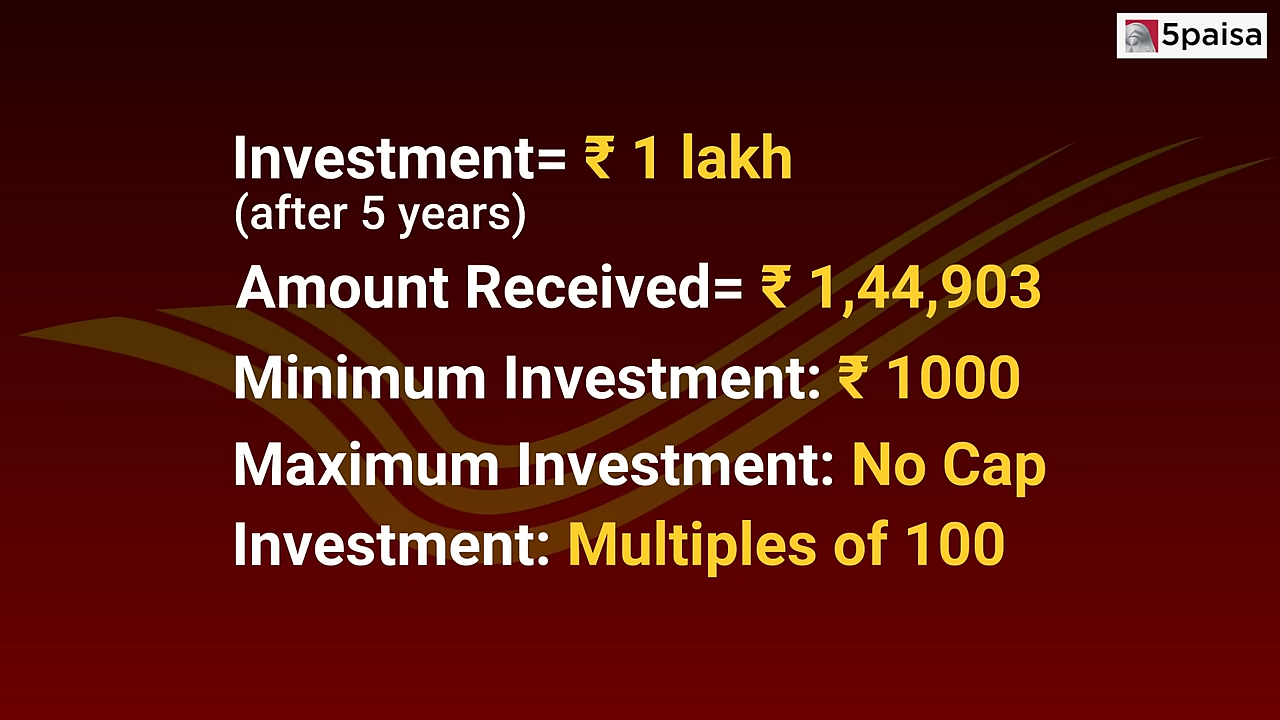 5paisa
Investment= ₹ 1 lakh
(after 5 years)
Amount Received= ₹ 1,44,903
Minimum Investment: ₹ 1000
Maximum Investment: No Cap
Investment: Multiples of 100